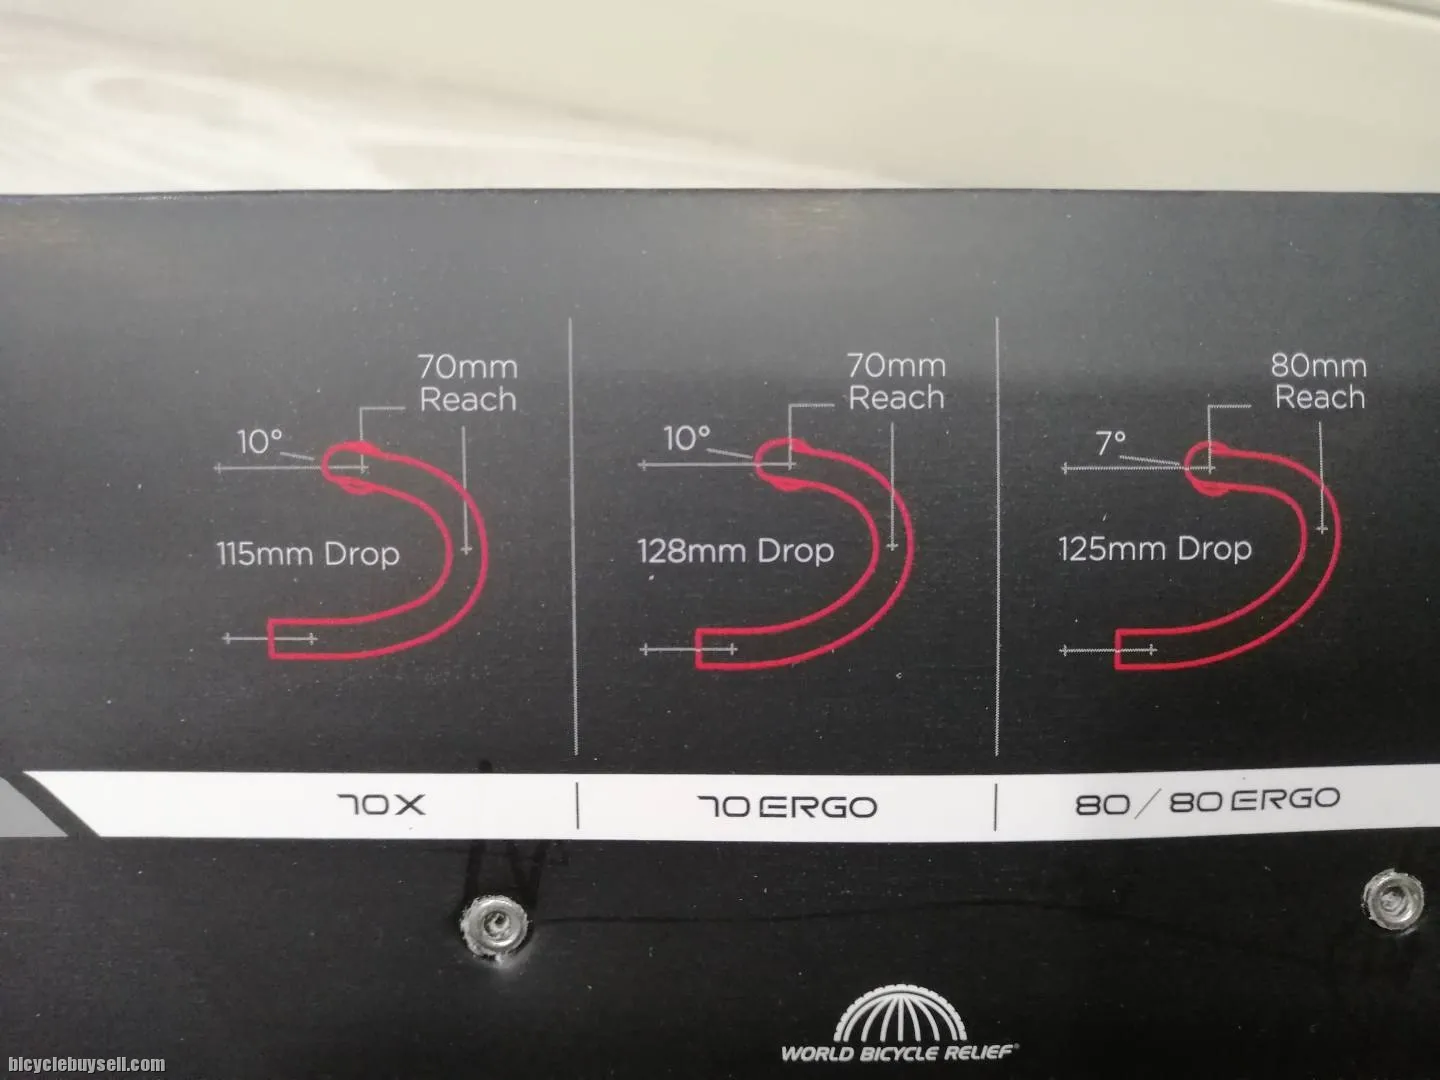 70mm
Reach
10°
115mm Drop
70mm
Reach
10°
128mm Drop
80mm
Reach
7°
125mm Drop
70X
70 ERGO
80 / 80 ERGO
WORLD BICYCLE RELIEF®
bicyclebuysell.com